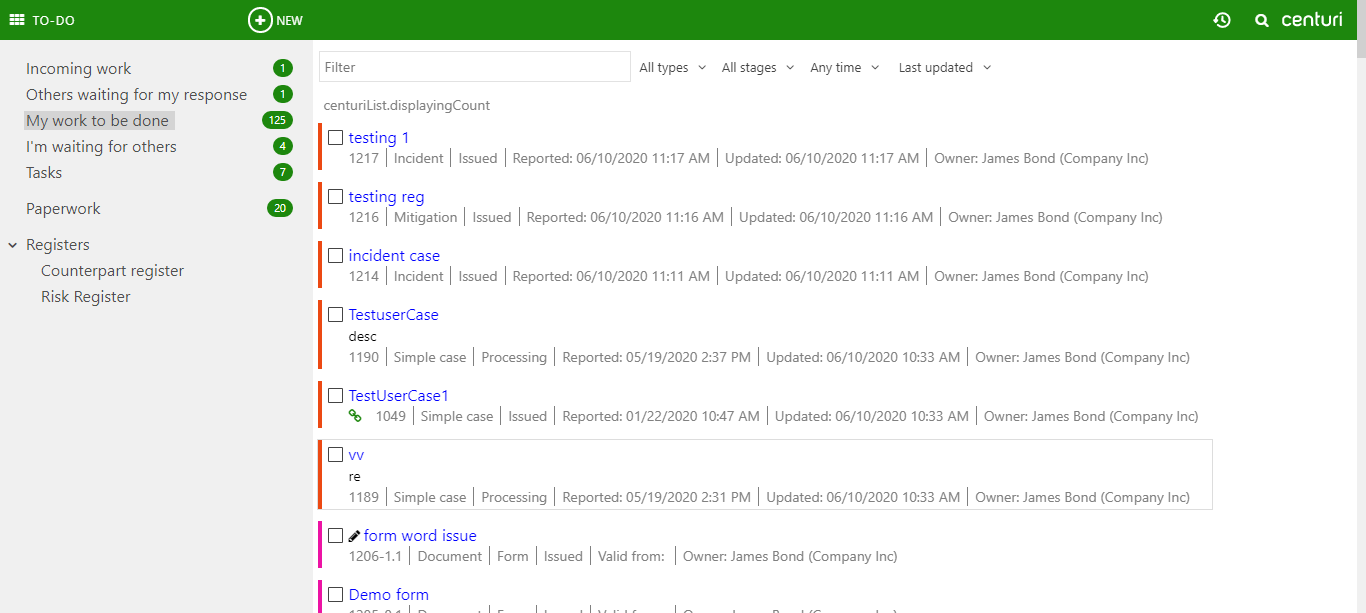 TO-DO
NEW
centuri
Incoming work 1
Others waiting for my response 1
My work to be done 125
I'm waiting for others 4
Tasks 7
Paperwork 20
Registers
Counterpart register
Risk Register
Filter
All types
All stages
Any time
Last updated
centuriList.displayingCount
testing 1
1217 Incident Issued Reported: 06/10/2020 11:17 AM Updated: 06/10/2020 11:17 AM Owner: James Bond (Company Inc)
testing reg
1216 Mitigation Issued Reported: 06/10/2020 11:16 AM Updated: 06/10/2020 11:16 AM Owner: James Bond (Company Inc)
incident case
1214 Incident Issued Reported: 06/10/2020 11:11 AM Updated: 06/10/2020 11:11 AM Owner: James Bond (Company Inc)
TestuserCase
desc
1190 Simple case Processing Reported: 05/19/2020 2:37 PM Updated: 06/10/2020 10:33 AM Owner: James Bond (Company Inc)
TestUserCase1
1049 Simple case Issued Reported: 01/22/2020 10:47 AM Updated: 06/10/2020 10:33 AM Owner: James Bond (Company Inc)
vv
re
1189 Simple case Processing Reported: 05/19/2020 2:31 PM Updated: 06/10/2020 10:33 AM Owner: James Bond (Company Inc)
form word issue
1206-1.1 Document Form Issued Valid from: Owner: James Bond (Company Inc)
Demo form